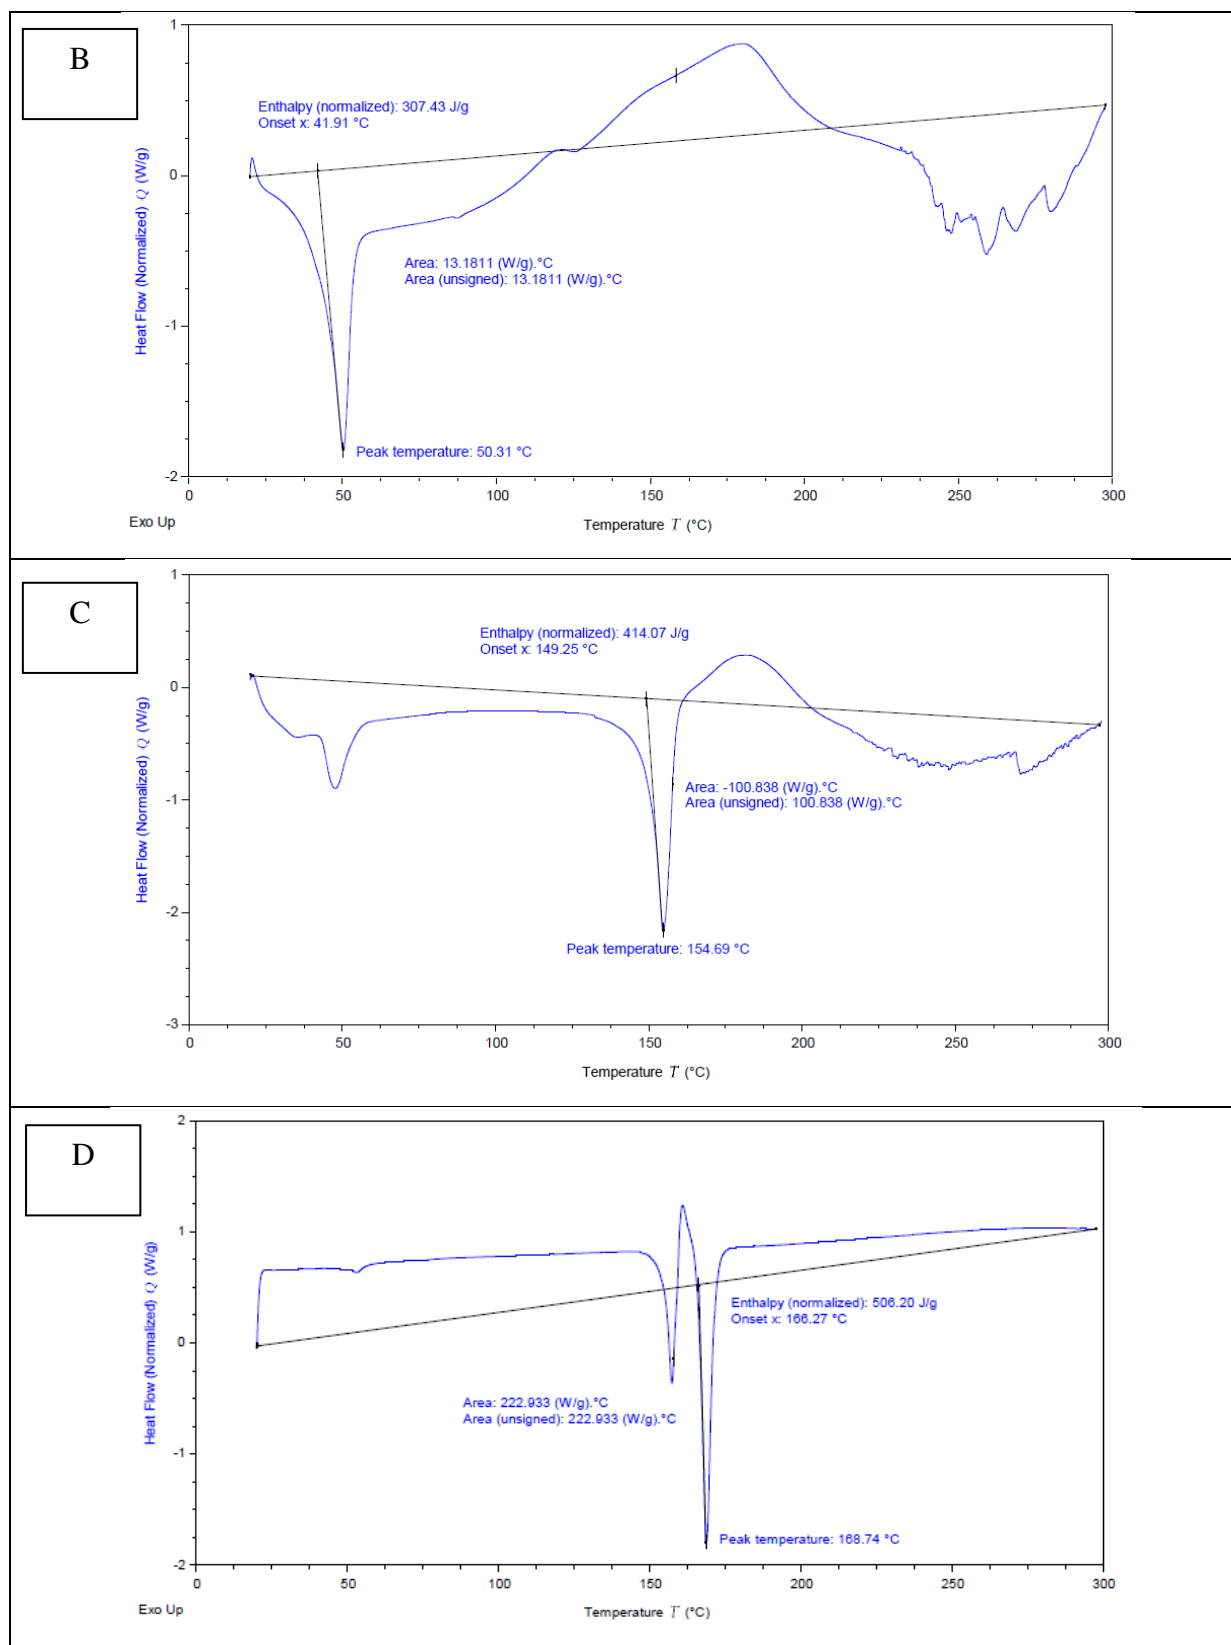 B
1
Enthalpy (normalized): 307.43 J/g
Onset x: 41.91 °C
0
Heat Flow (Normalized) Q (W/g)
Area: 13.1811 (W/g).°C
Area (unsigned): 13.1811 (W/g).°C
-1
Peak temperature: 50.31 °C
-2
0 50 100 150 200 250 300
Exo Up
Temperature T (°C)
C
1
Enthalpy (normalized): 414.07 J/g
Onset x: 149.25 °C
0
Heat Flow (Normalized) Q (W/g)
Area: -100.838 (W/g).°C
Area (unsigned): 100.838 (W/g).°C
-1
-2
Peak temperature: 154.69 °C
-3
0 50 100 150 200 250 300
Temperature T (°C)
D
2
1
Heat Flow (Normalized) Q (W/g)
Enthalpy (normalized): 506.20 J/g
Onset x: 166.27 °C
0
Area: 222.933 (W/g).°C
Area (unsigned): 222.933 (W/g).°C
-1
Peak temperature: 168.74 °C
-2
0 50 100 150 200 250 300
Exo Up
Temperature T (°C)